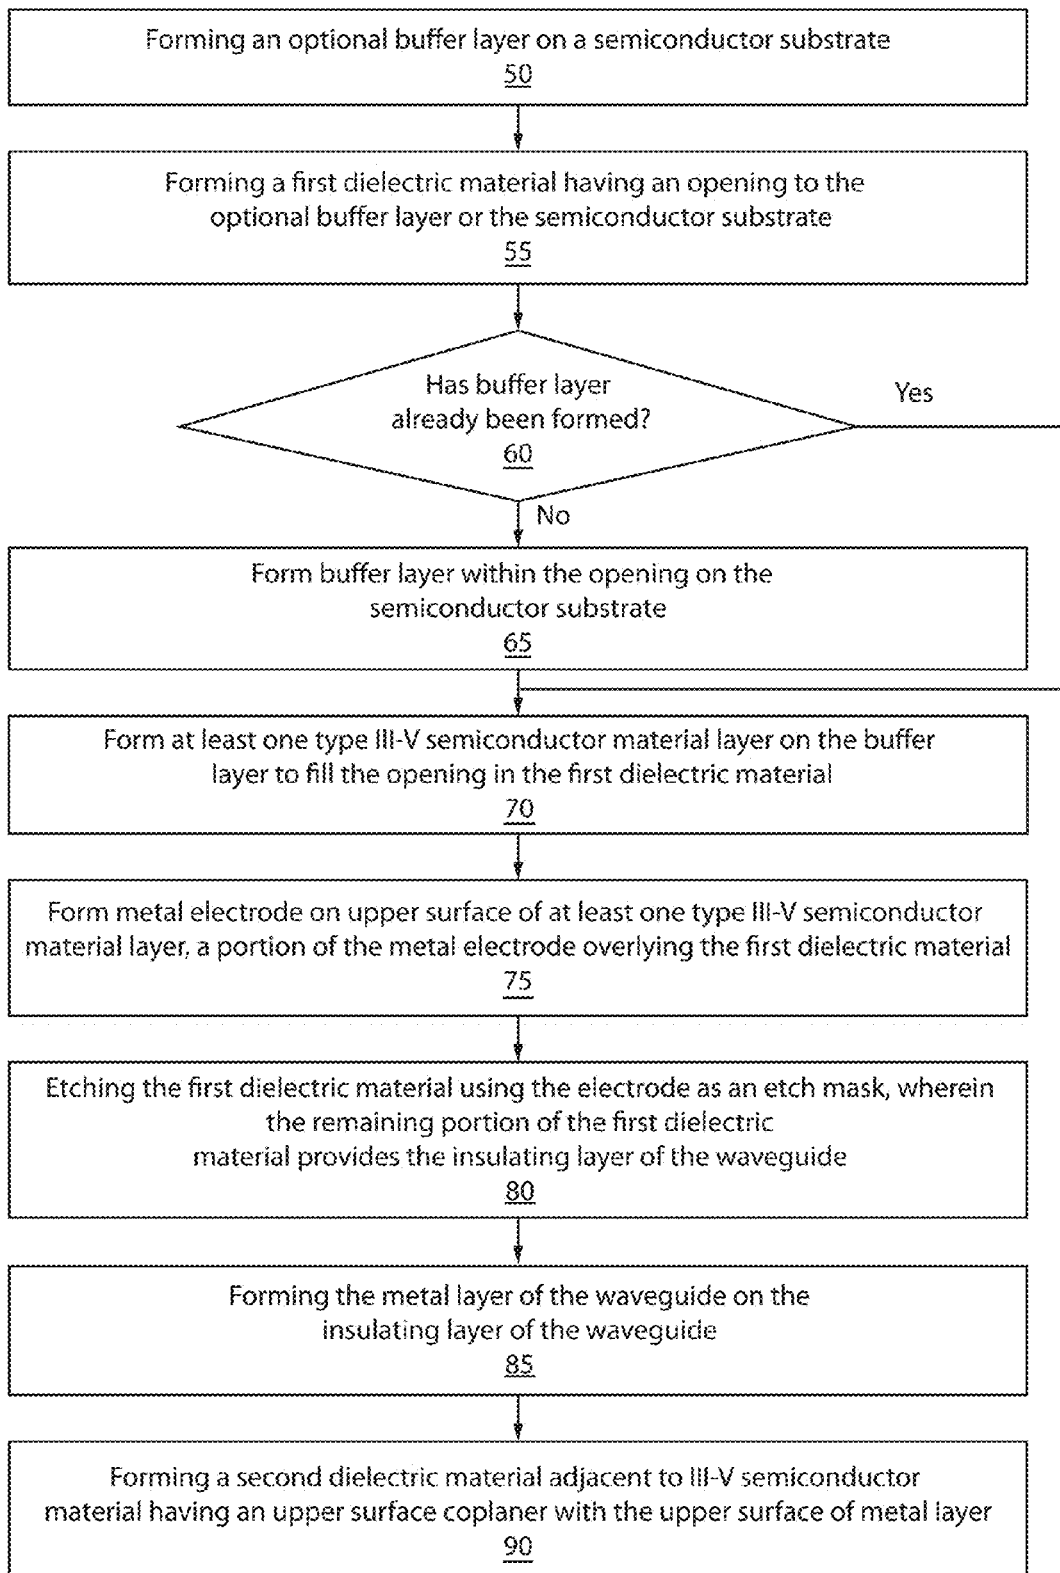 Forming an optional buffer layer on a semiconductor substrate
50
Forming a first dielectric material having an opening to the
optional buffer layer or the semiconductor substrate
55
Has buffer layer
already been formed?
60
Yes
No
Form buffer layer within the opening on the
semiconductor substrate
65
Form at least one type III-V semiconductor material layer on the buffer
layer to fill the opening in the first dielectric material
70
Form metal electrode on upper surface of at least one type III-V semiconductor
material layer, a portion of the metal electrode overlying the first dielectric material
75
Etching the first dielectric material using the electrode as an etch mask, wherein
the remaining portion of the first dielectric
material provides the insulating layer of the waveguide
80
Forming the metal layer of the waveguide on the
insulating layer of the waveguide
85
Forming a second dielectric material adjacent to III-V semiconductor
material having an upper surface coplaner with the upper surface of metal layer
90